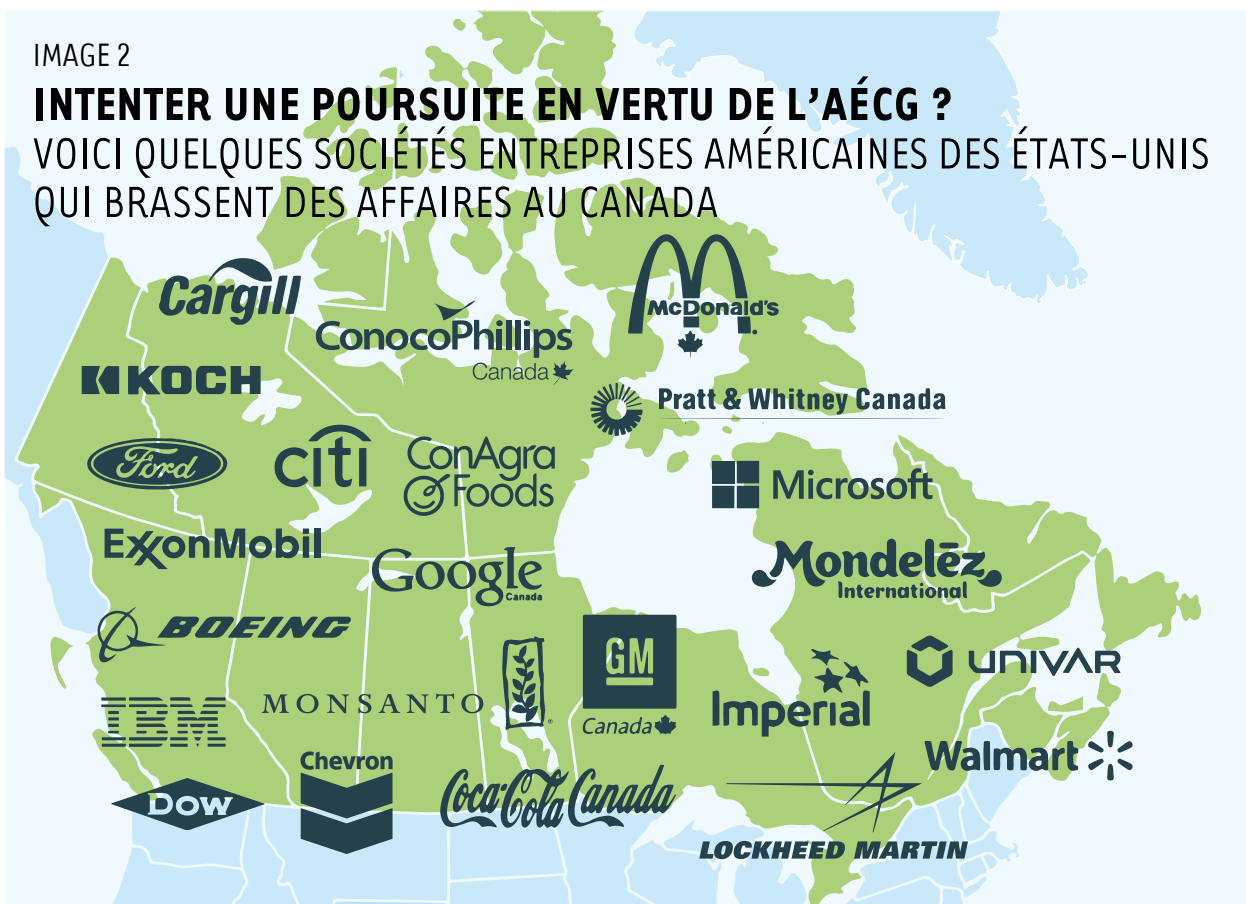 IMAGE 2
INTENTER UNE POURSUITE EN VERTU DE L'AÉCG ?
VOICI QUELQUES SOCIÉTÉS ENTREPRISES AMÉRICAINES DES ÉTATS-UNIS
QUI BRASSENT DES AFFAIRES AU CANADA
Cargill
ConocoPhillips
Canada
McDonald's
KOCH
Pratt & Whitney Canada
Ford
citi
ConAgra
Foods
Microsoft
ExxonMobil
Google
Canada
Mondelēz
International
BOEING
GM
Canada
UNIVAR
IBM
MONSANTO
Imperial
Walmart
Dow
Chevron
Coca-Cola Canada
LOCKHEED MARTIN